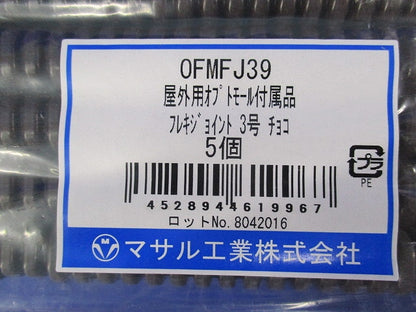 OFMFJ39
屋外用ｵﾌﾟﾄﾓｰﾙ付属品
ﾌﾚｷｼﾞｮｲﾝﾄ 3号 ﾁｮｺ
5個
プラ
PE
4528944619967
ロットNo.8042016
M
マサル工業株式会社